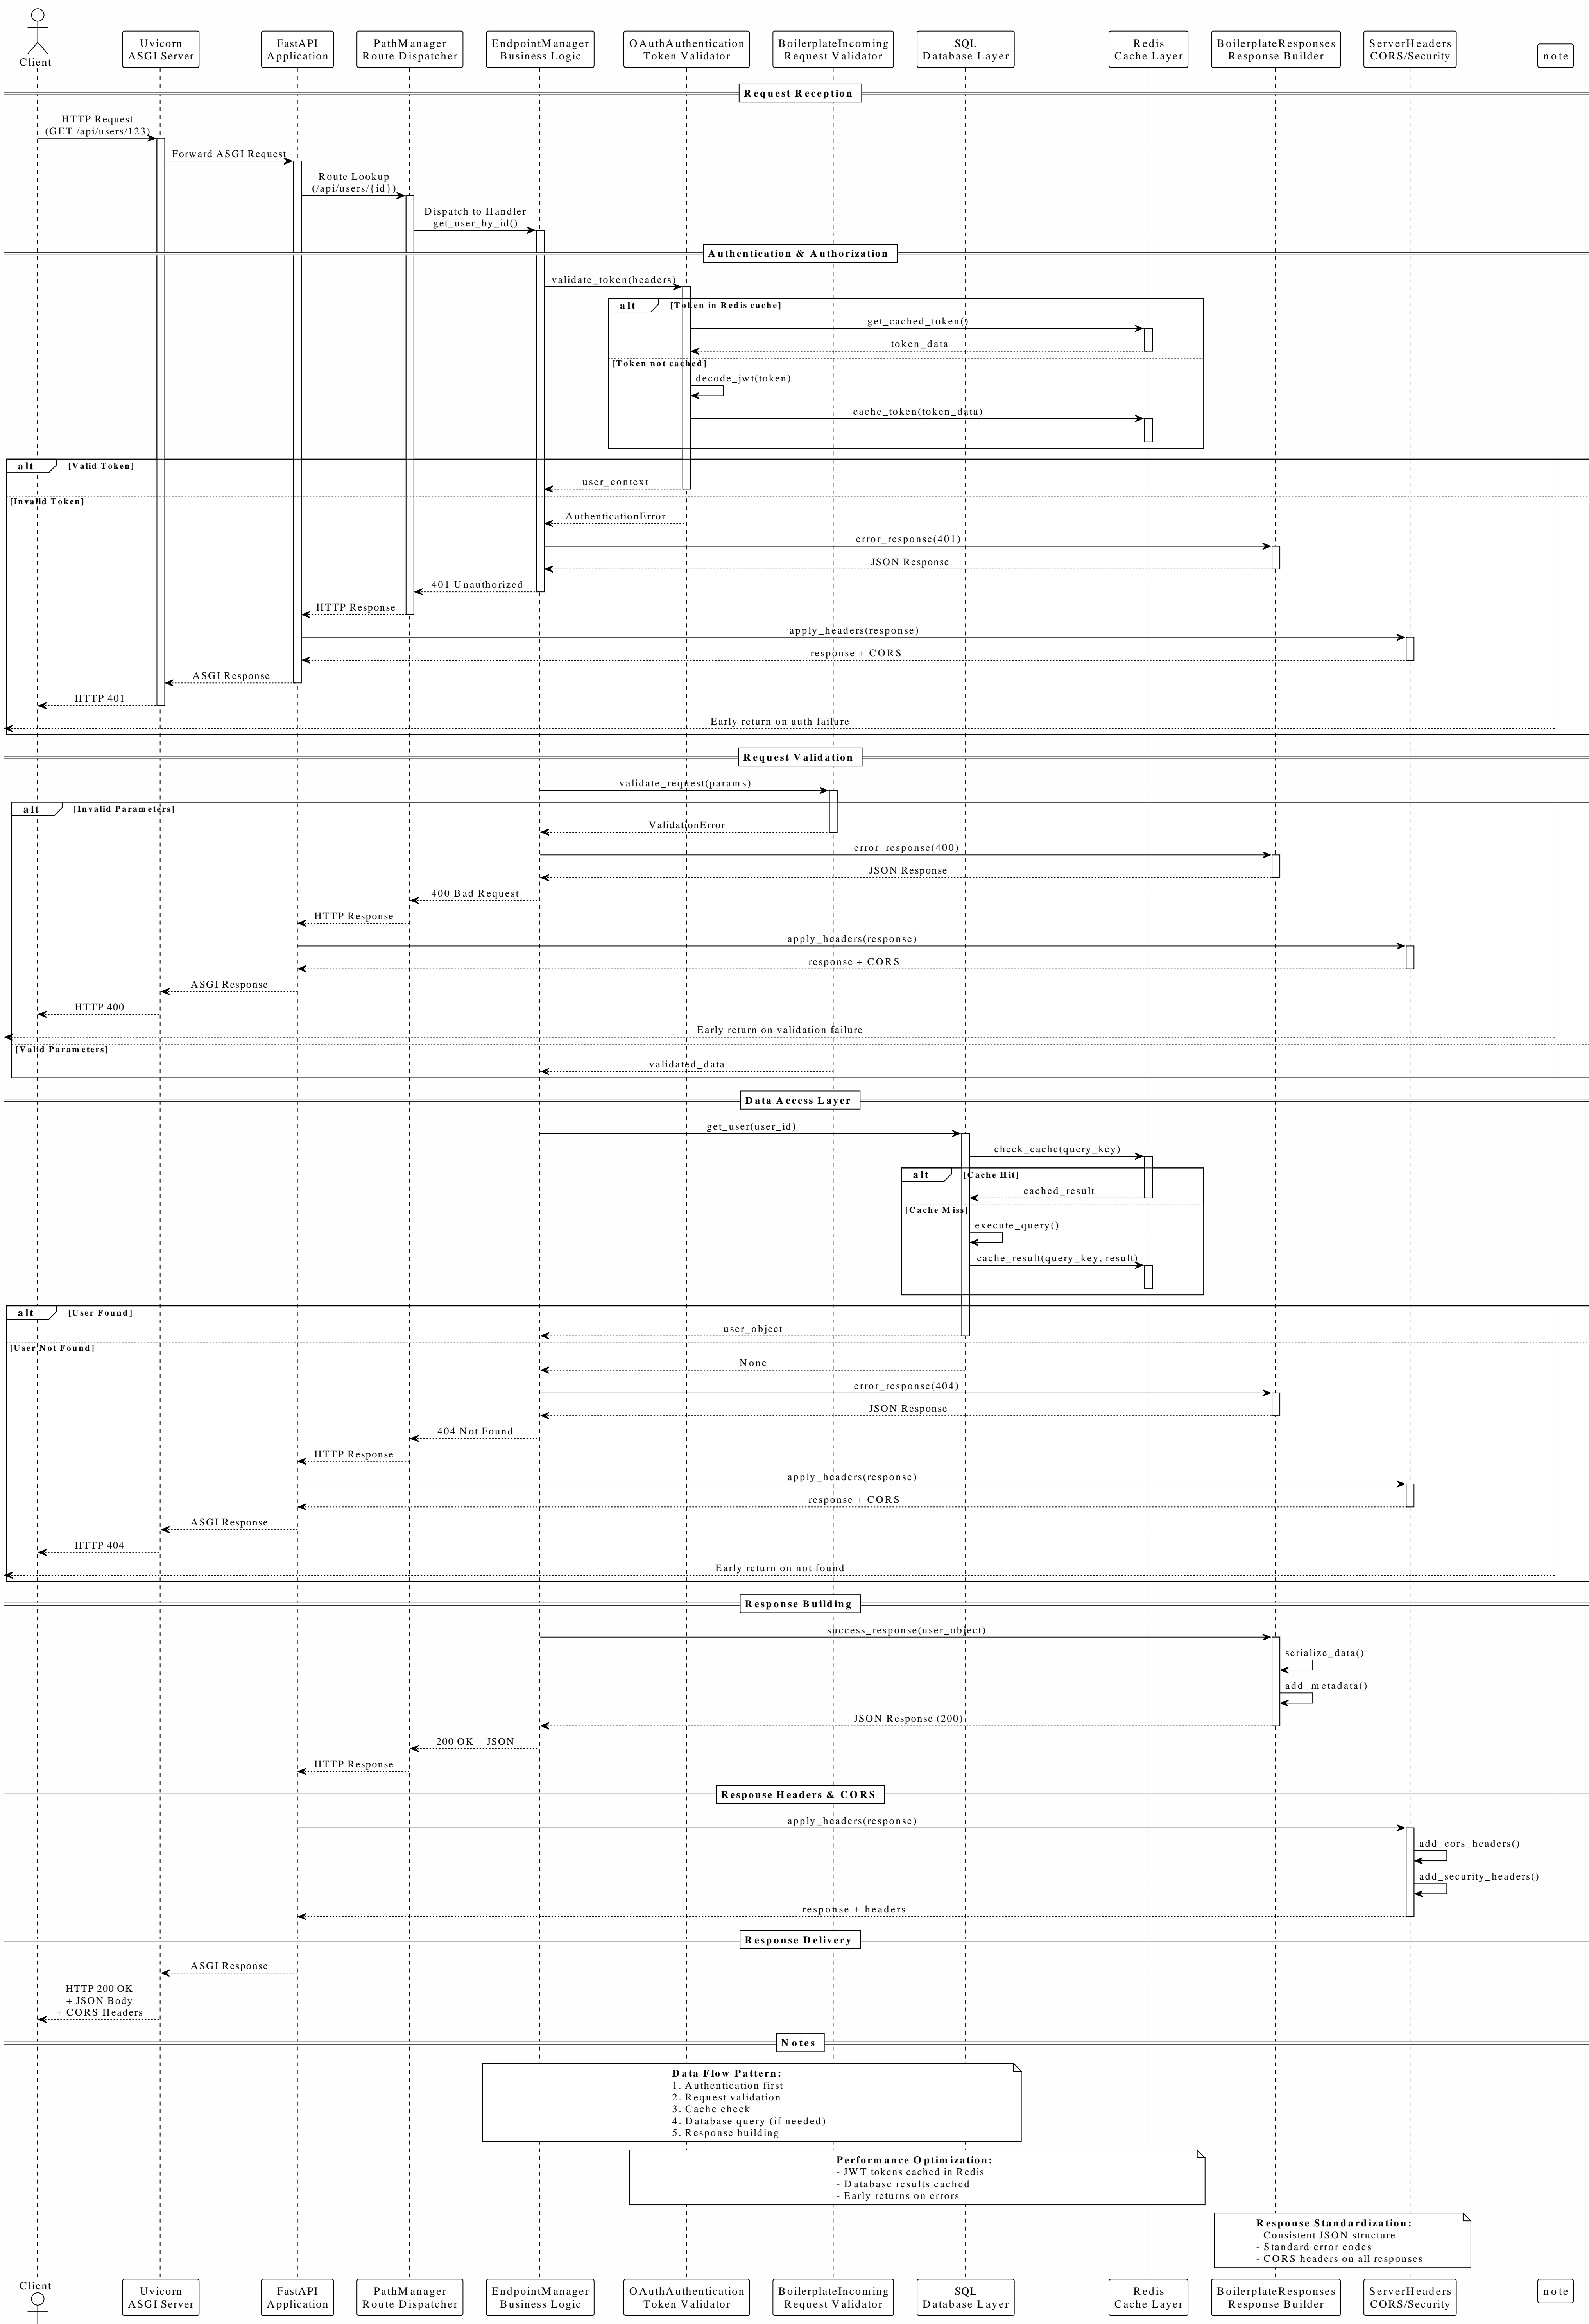 Client
Uvicorn
ASGI Server
FastAPI
Application
PathManager
Route Dispatcher
EndpointManager
Business Logic
OAuthAuthentication
Token Validator
BoilerplateIncoming
Request Validator
SQL
Database Layer
Redis
Cache Layer
BoilerplateResponses
Response Builder
ServerHeaders
CORS/Security
note
Request Reception
HTTP Request
(GET /api/users/123)
Forward ASGI Request
Route Lookup
(/api/users/{id})
Dispatch to Handler
get_user_by_id()
Authentication & Authorization
validate_token(headers)
alt [Token in Redis cache]
get_cached_token()
token_data
[Token not cached]
decode_jwt(token)
cache_token(token_data)
alt [Valid Token]
user_context
[Invalid Token]
AuthenticationError
error_response(401)
JSON Response
401 Unauthorized
HTTP Response
apply_headers(response)
response + CORS
ASGI Response
HTTP 401
Early return on auth failure
Request Validation
validate_request(params)
alt [Invalid Parameters]
ValidationError
error_response(400)
JSON Response
400 Bad Request
HTTP Response
apply_headers(response)
response + CORS
ASGI Response
HTTP 400
Early return on validation failure
[Valid Parameters]
validated_data
Data Access Layer
get_user(user_id)
check_cache(query_key)
alt [Cache Hit]
cached_result
[Cache Miss]
execute_query()
cache_result(query_key, result)
alt [User Found]
user_object
[User Not Found]
None
error_response(404)
JSON Response
404 Not Found
HTTP Response
apply_headers(response)
response + CORS
ASGI Response
HTTP 404
Early return on not found
Response Building
success_response(user_object)
serialize_data()
add_metadata()
JSON Response (200)
200 OK + JSON
HTTP Response
Response Headers & CORS
apply_headers(response)
add_cors_headers()
add_security_headers()
response + headers
Response Delivery
ASGI Response
HTTP 200 OK
+ JSON Body
+ CORS Headers
Notes
Data Flow Pattern:
1. Authentication first
2. Request validation
3. Cache check
4. Database query (if needed)
5. Response building
Performance Optimization:
- JWT tokens cached in Redis
- Database results cached
- Early returns on errors
Response Standardization:
- Consistent JSON structure
- Standard error codes
- CORS headers on all responses
Client
Uvicorn
ASGI Server
FastAPI
Application
PathManager
Route Dispatcher
EndpointManager
Business Logic
OAuthAuthentication
Token Validator
BoilerplateIncoming
Request Validator
SQL
Database Layer
Redis
Cache Layer
BoilerplateResponses
Response Builder
ServerHeaders
CORS/Security
note